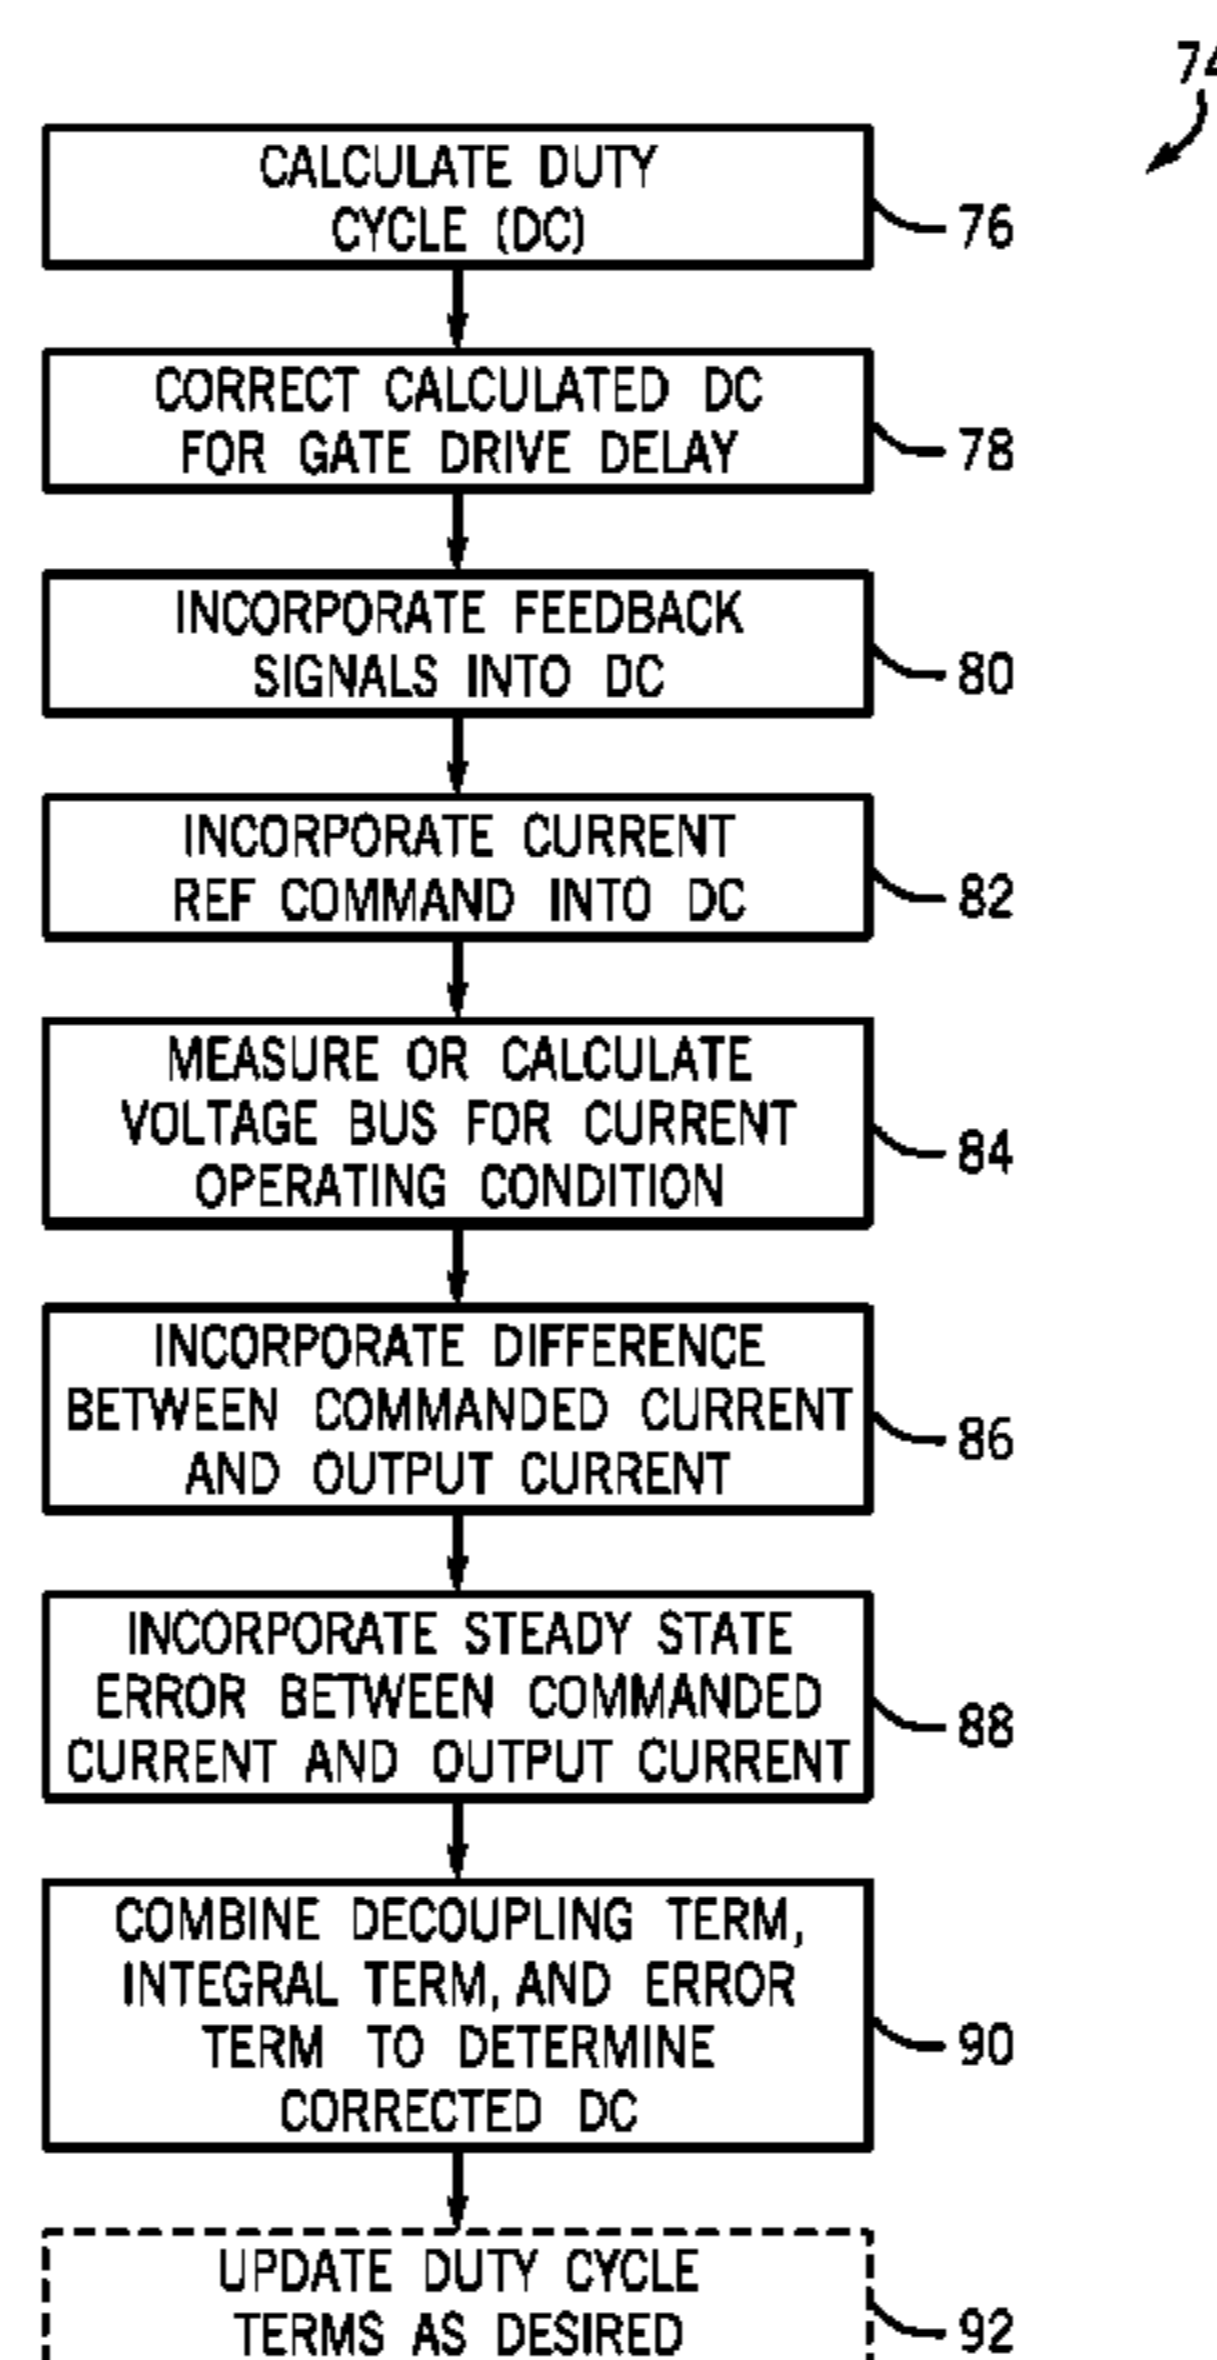 74
CALCULATE DUTY
CYCLE (DC)
76
CORRECT CALCULATED DC
FOR GATE DRIVE DELAY
78
INCORPORATE FEEDBACK
SIGNALS INTO DC
80
INCORPORATE CURRENT
REF COMMAND INTO DC
82
MEASURE OR CALCULATE
VOLTAGE BUS FOR CURRENT
OPERATING CONDITION
84
INCORPORATE DIFFERENCE
BETWEEN COMMANDED CURRENT
AND OUTPUT CURRENT
86
INCORPORATE STEADY STATE
ERROR BETWEEN COMMANDED
CURRENT AND OUTPUT CURRENT
88
COMBINE DECOUPLING TERM,
INTEGRAL TERM, AND ERROR
TERM TO DETERMINE
CORRECTED DC
90
UPDATE DUTY CYCLE
TERMS AS DESIRED
92